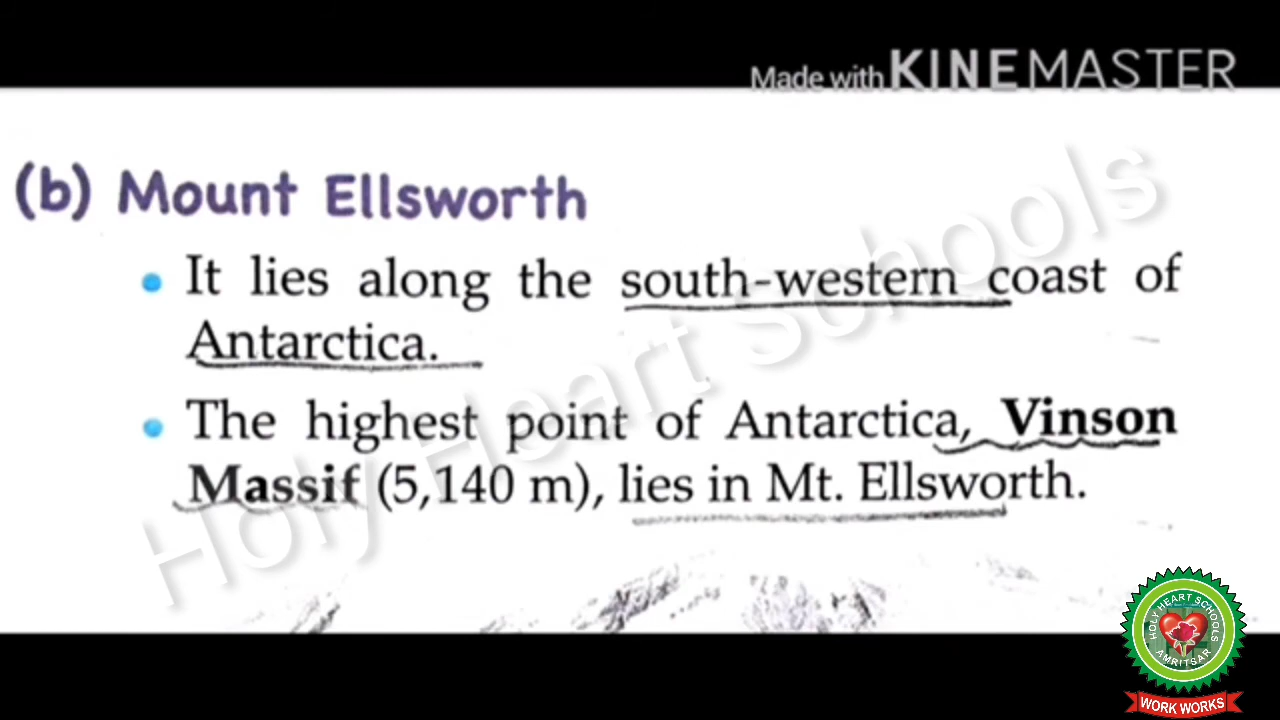 Made with KINEMASTER
(b) Mount Ellsworth
• It lies along the south-western coast of
Antarctica.
• The highest point of Antarctica, Vinson
Massif (5,140 m), lies in Mt. Ellsworth.
Holy Heart Schools
HOLY HEART SCHOOLS
AMRITSAR
WORK WORKS